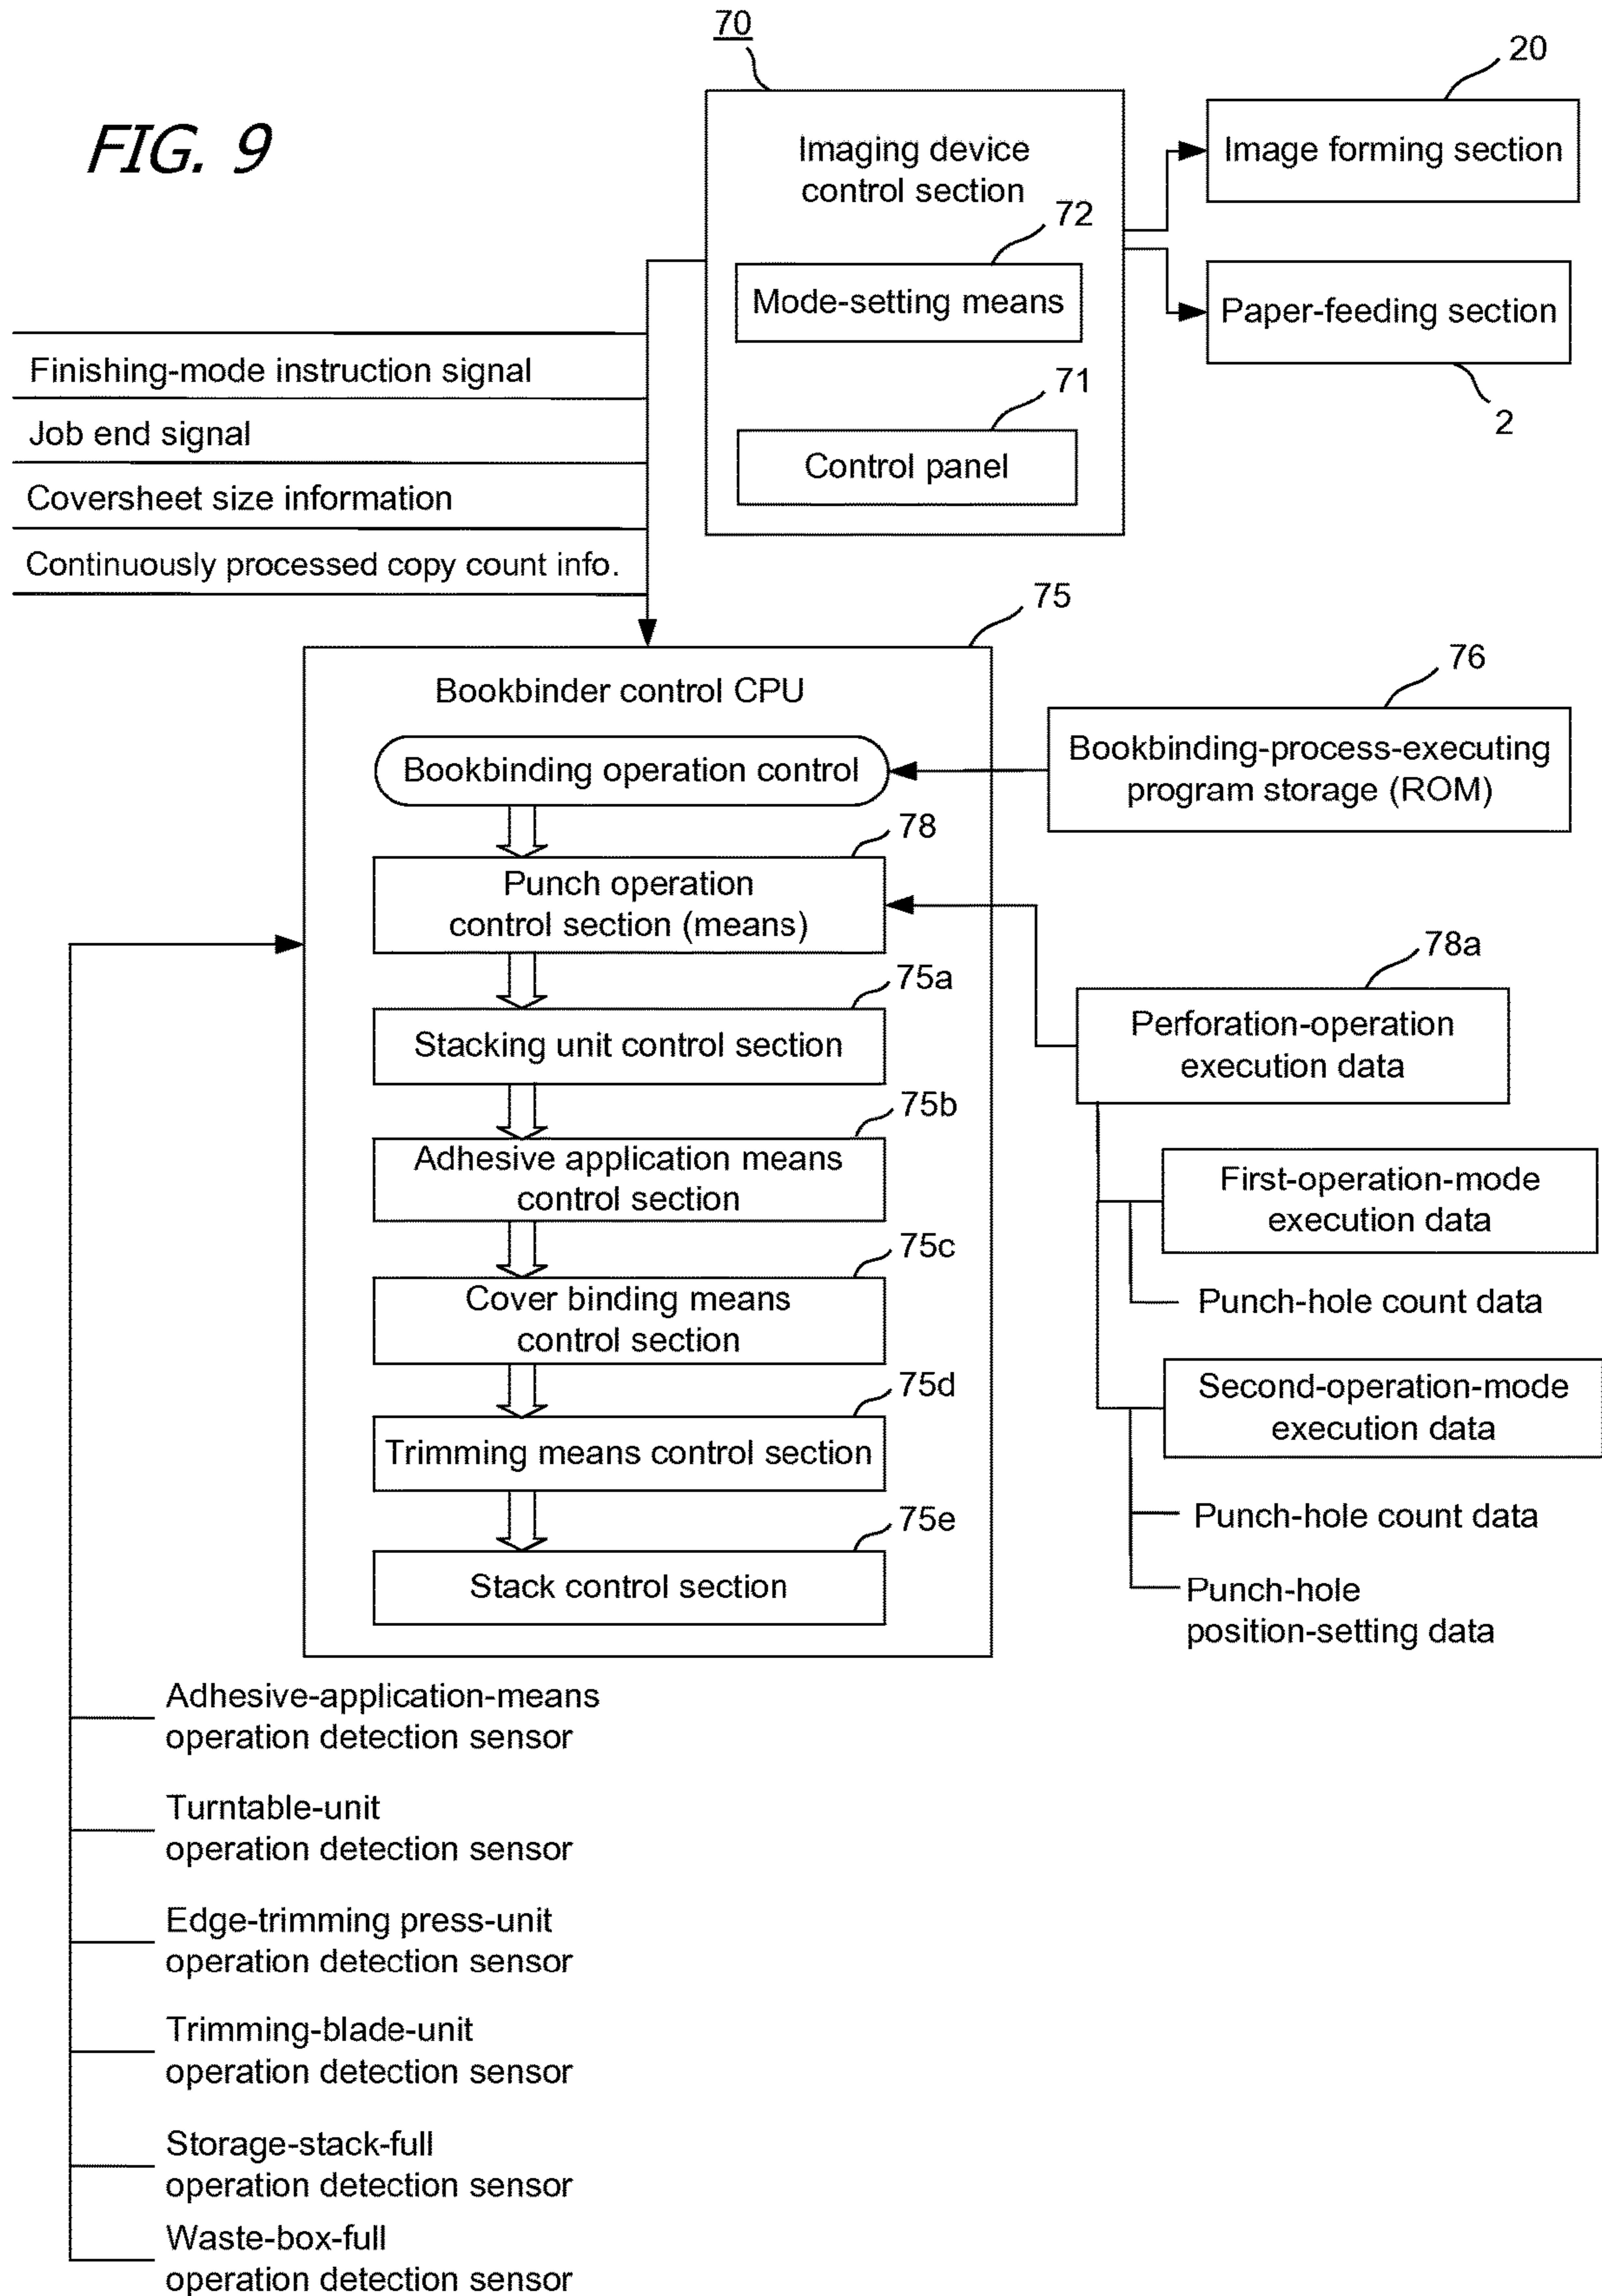 FIG. 9
70
Imaging device
control section
72
Mode-setting means
71
Control panel
20
Image forming section
Paper-feeding section
2
Finishing-mode instruction signal
Job end signal
Coversheet size information
Continuously processed copy count info.
75
Bookbinder control CPU
Bookbinding operation control
76
Bookbinding-process-executing
program storage (ROM)
78
Punch operation
control section (means)
75a
Stacking unit control section
75b
Adhesive application means
control section
75c
Cover binding means
control section
75d
Trimming means control section
75e
Stack control section
78a
Perforation-operation
execution data
First-operation-mode
execution data
Punch-hole count data
Second-operation-mode
execution data
Punch-hole count data
Punch-hole
position-setting data
Adhesive-application-means
operation detection sensor
Turntable-unit
operation detection sensor
Edge-trimming press-unit
operation detection sensor
Trimming-blade-unit
operation detection sensor
Storage-stack-full
operation detection sensor
Waste-box-full
operation detection sensor